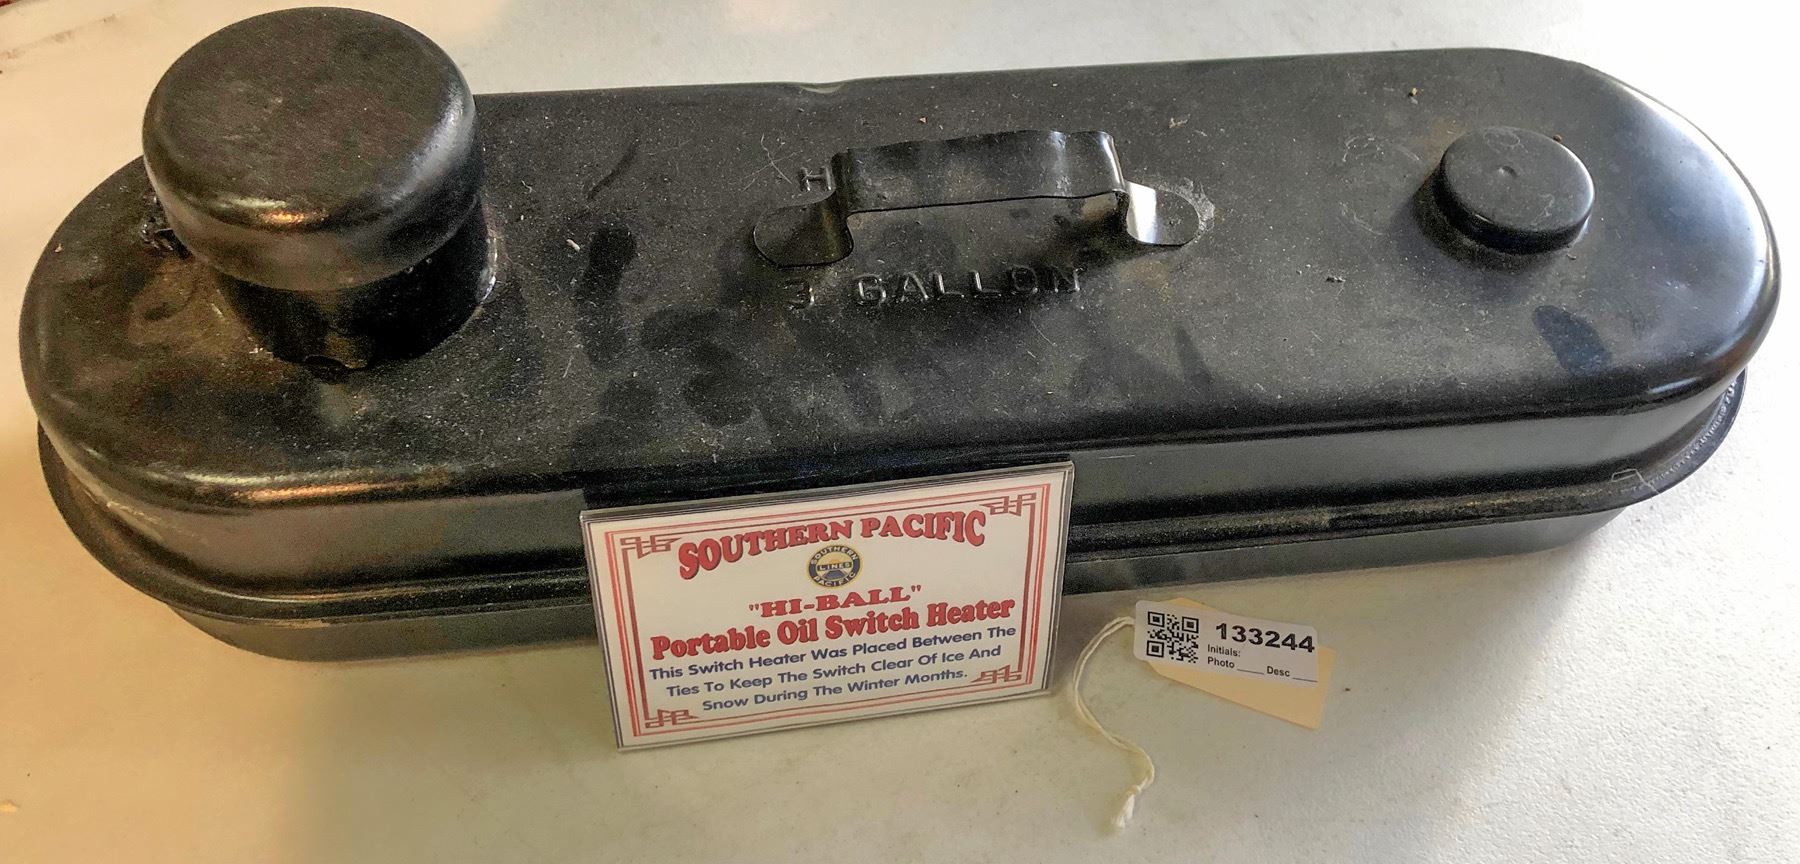 H
3 GALLON
SOUTHERN PACIFIC
SOUTHERN
LINES
PACIFIC
"HI-BALL"
Portable Oil Switch Heater
This Switch Heater Was Placed Between The
Ties To Keep The Switch Clear Of Ice And
Snow During The Winter Months.
133244
Initials:
Photo _____ Desc ____